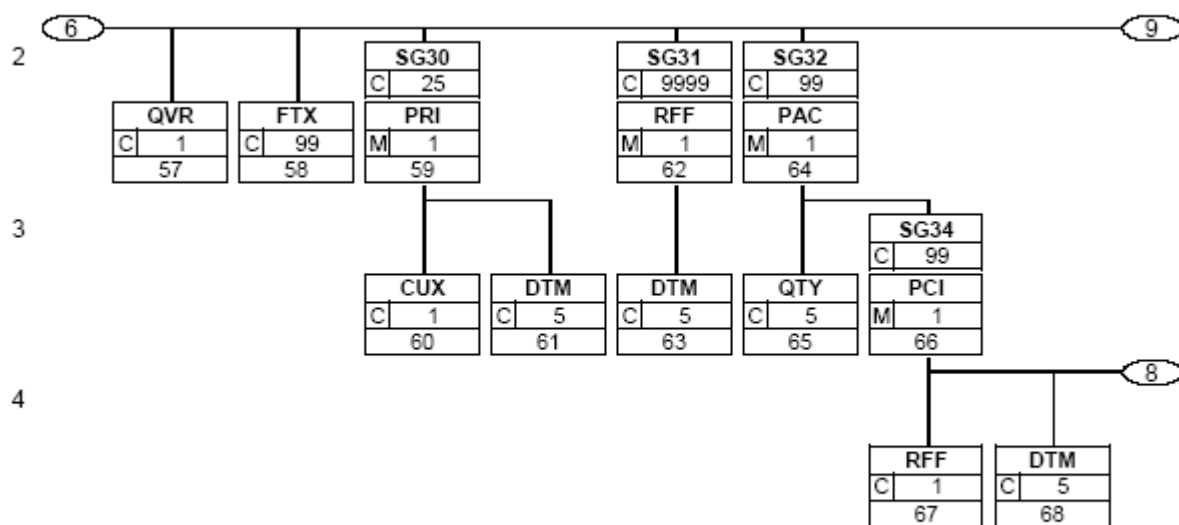 6 9
2 SG30 SG31 SG32
C 25 C 9999 C 99
QVR FTX PRI RFF PAC
C 1 C 99 M 1 M 1 M 1
57 58 59 62 64
3 SG34
C 99
CUX DTM DTM QTY PCI
C 1 C 5 C 5 C 5 M 1
60 61 63 65 66
8
4
RFF DTM
C 1 C 5
67 68